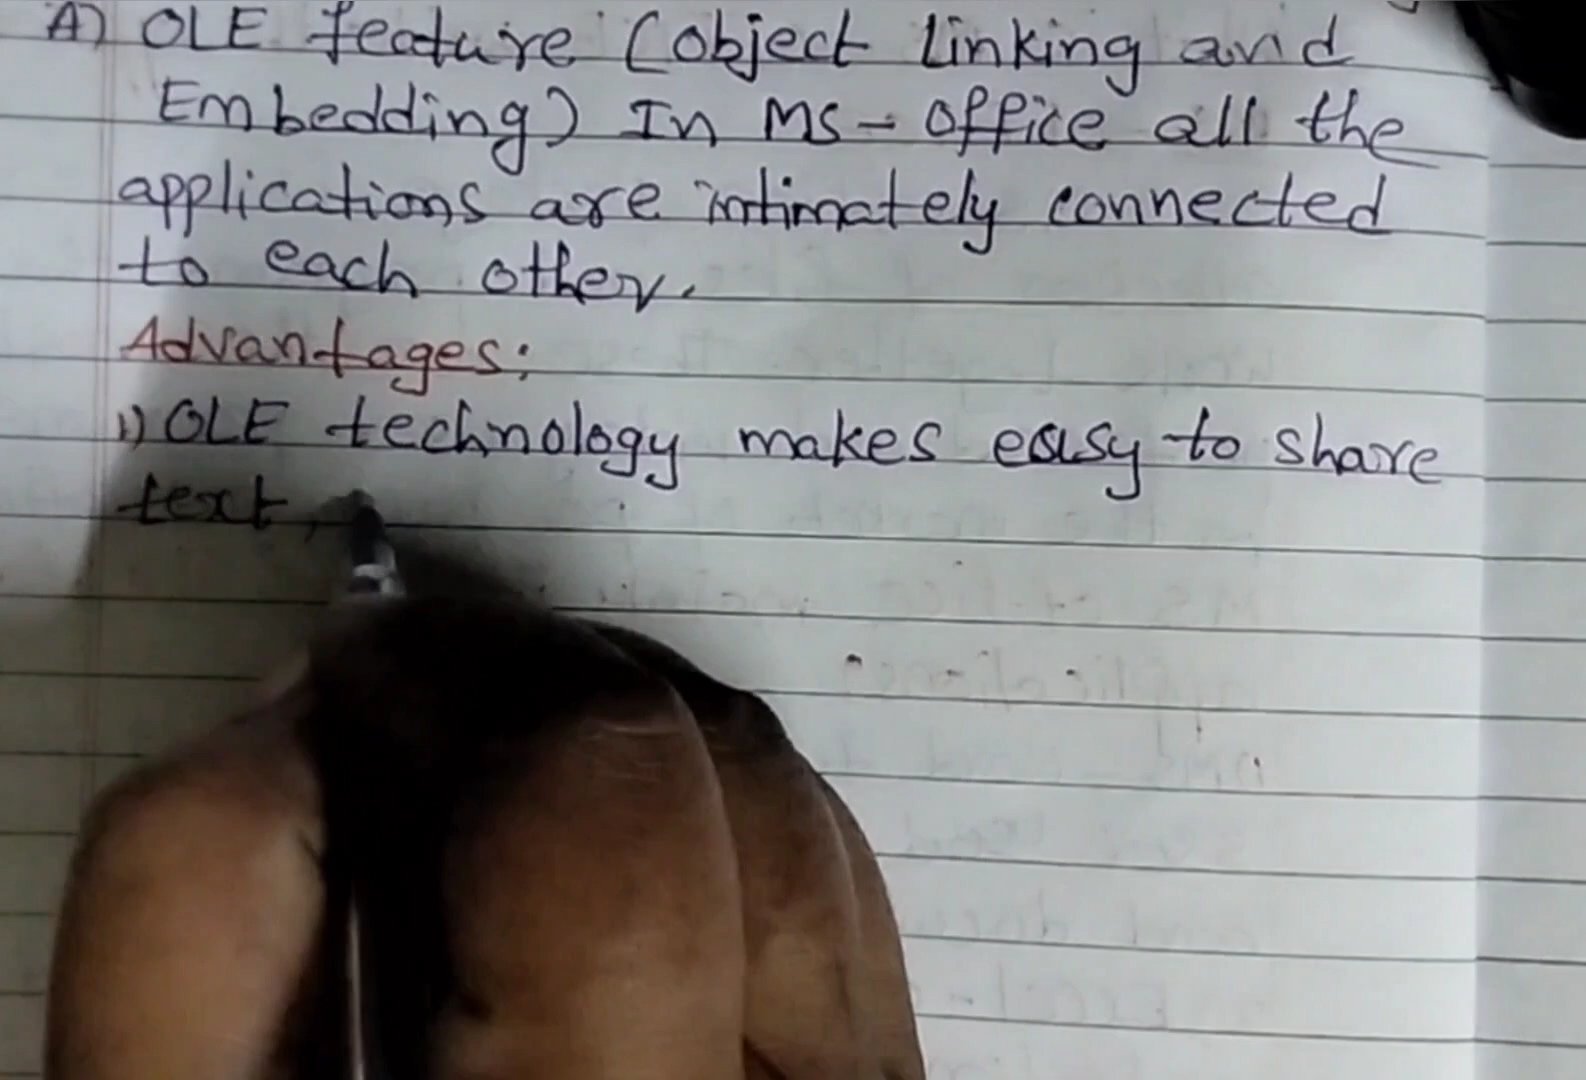 A) OLE feature (object Linking and
Embedding) In MS - office all the
applications are intimately connected
to each other.
Advantages:
1) OLE technology makes easy to share
text,